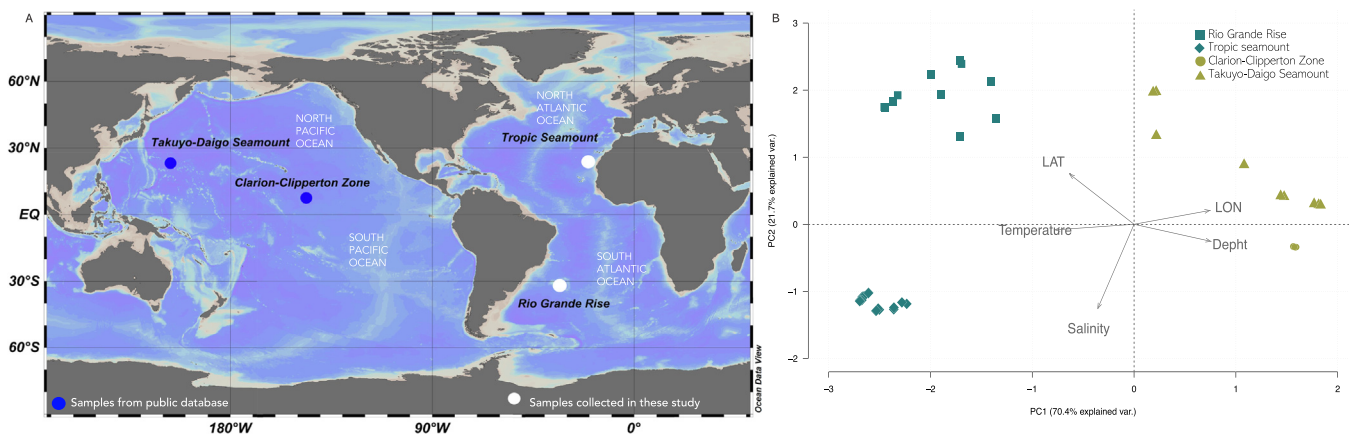 A
60°N
30°N
EQ
30°S
60°S
NORTH
PACIFIC
OCEAN
NORTH
ATLANTIC
OCEAN
Takuyo-Daigo Seamount
Tropic Seamount
Clarion-Clipperton Zone
SOUTH
PACIFIC
OCEAN
SOUTH
ATLANTIC
OCEAN
Rio Grande Rise
Samples from public database
Samples collected in these study
Ocean Data View
180°W
90°W
0°
B
Rio Grande Rise
Tropic seamount
Clarion-Clipperton Zone
Takuyo-Daigo Seamount
PC2 (21.7% explained var.)
3
2
1
0
−1
−2
LAT
LON
Temperature
Depht
Salinity
−3
−2
−1
0
1
2
PC1 (70.4% explained var.)